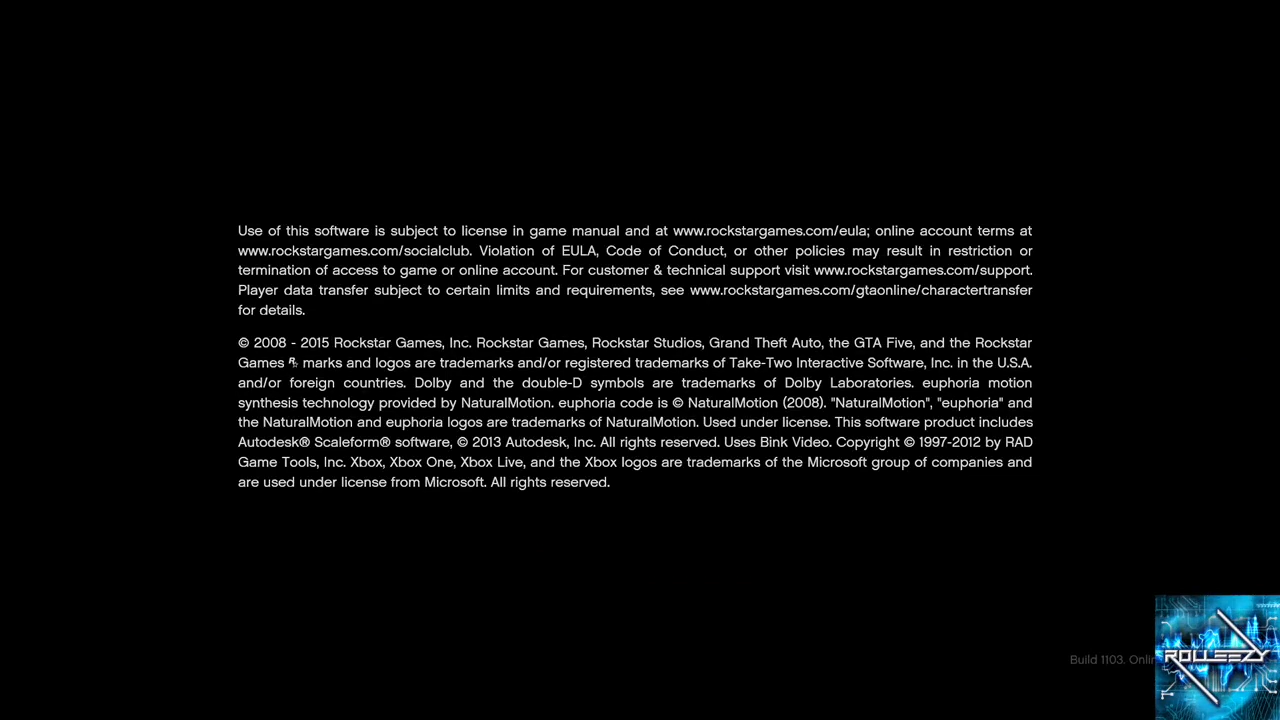 Use of this software is subject to license in game manual and at www.rockstargames.com/eula; online account terms at
www.rockstargames.com/socialclub. Violation of EULA, Code of Conduct, or other policies may result in restriction or
termination of access to game or online account. For customer & technical support visit www.rockstargames.com/support.
Player data transfer subject to certain limits and requirements, see www.rockstargames.com/gtaonline/charactertransfer
for details.
© 2008 - 2015 Rockstar Games, Inc. Rockstar Games, Rockstar Studios, Grand Theft Auto, the GTA Five, and the Rockstar
Games R* marks and logos are trademarks and/or registered trademarks of Take-Two Interactive Software, Inc. in the U.S.A.
and/or foreign countries. Dolby and the double-D symbols are trademarks of Dolby Laboratories. euphoria motion
synthesis technology provided by NaturalMotion. euphoria code is © NaturalMotion (2008). "NaturalMotion", "euphoria" and
the NaturalMotion and euphoria logos are trademarks of NaturalMotion. Used under license. This software product includes
Autodesk® Scaleform® software, © 2013 Autodesk, Inc. All rights reserved. Uses Bink Video. Copyright © 1997-2012 by RAD
Game Tools, Inc. Xbox, Xbox One, Xbox Live, and the Xbox logos are trademarks of the Microsoft group of companies and
are used under license from Microsoft. All rights reserved.
Build 1103.
ROLLEEZY